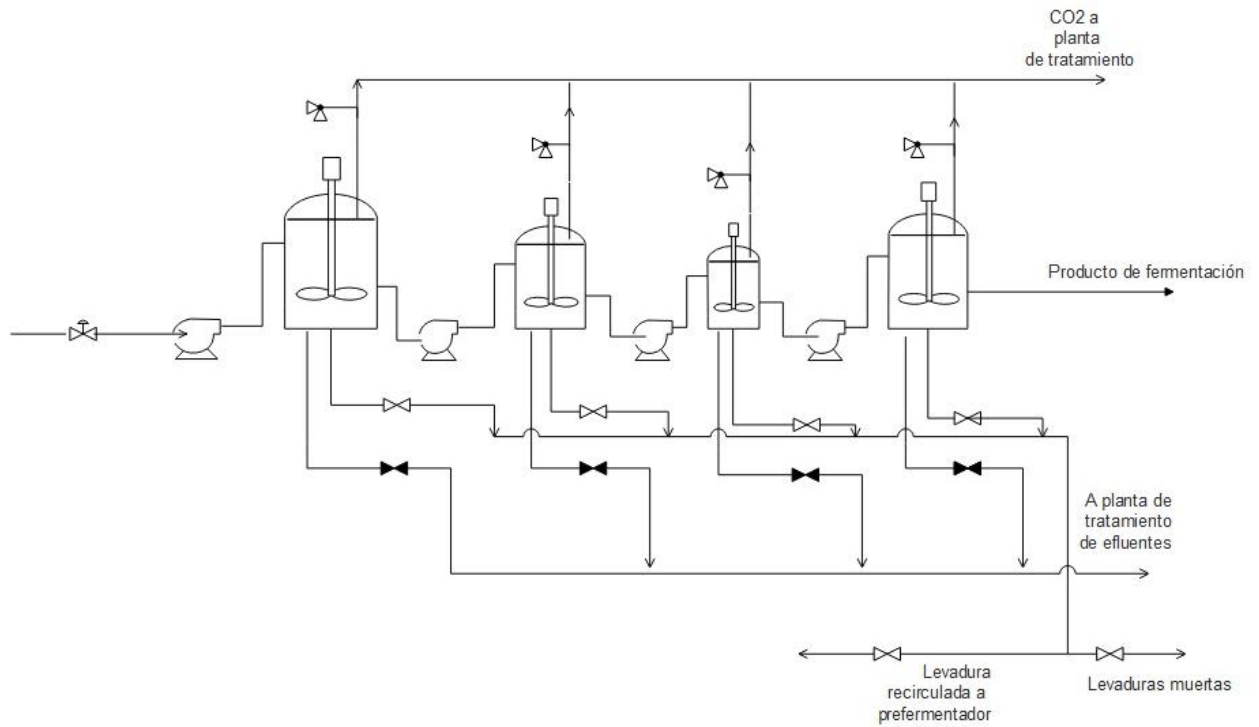 CO2 a
planta
de tratamiento
Producto de fermentación
A planta de
tratamiento
de efluentes
Levadura
recirculada a
prefermentador
Levaduras muertas